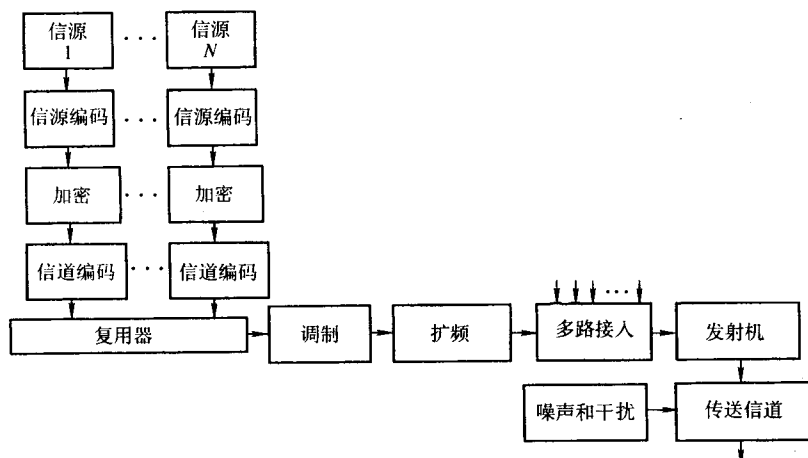 信源
1
· · ·
信源
N
信源编码
· · ·
信源编码
加密
· · ·
加密
信道编码
· · ·
信道编码
复用器
调制
扩频
· · ·
多路接入
发射机
噪声和干扰
传送信道